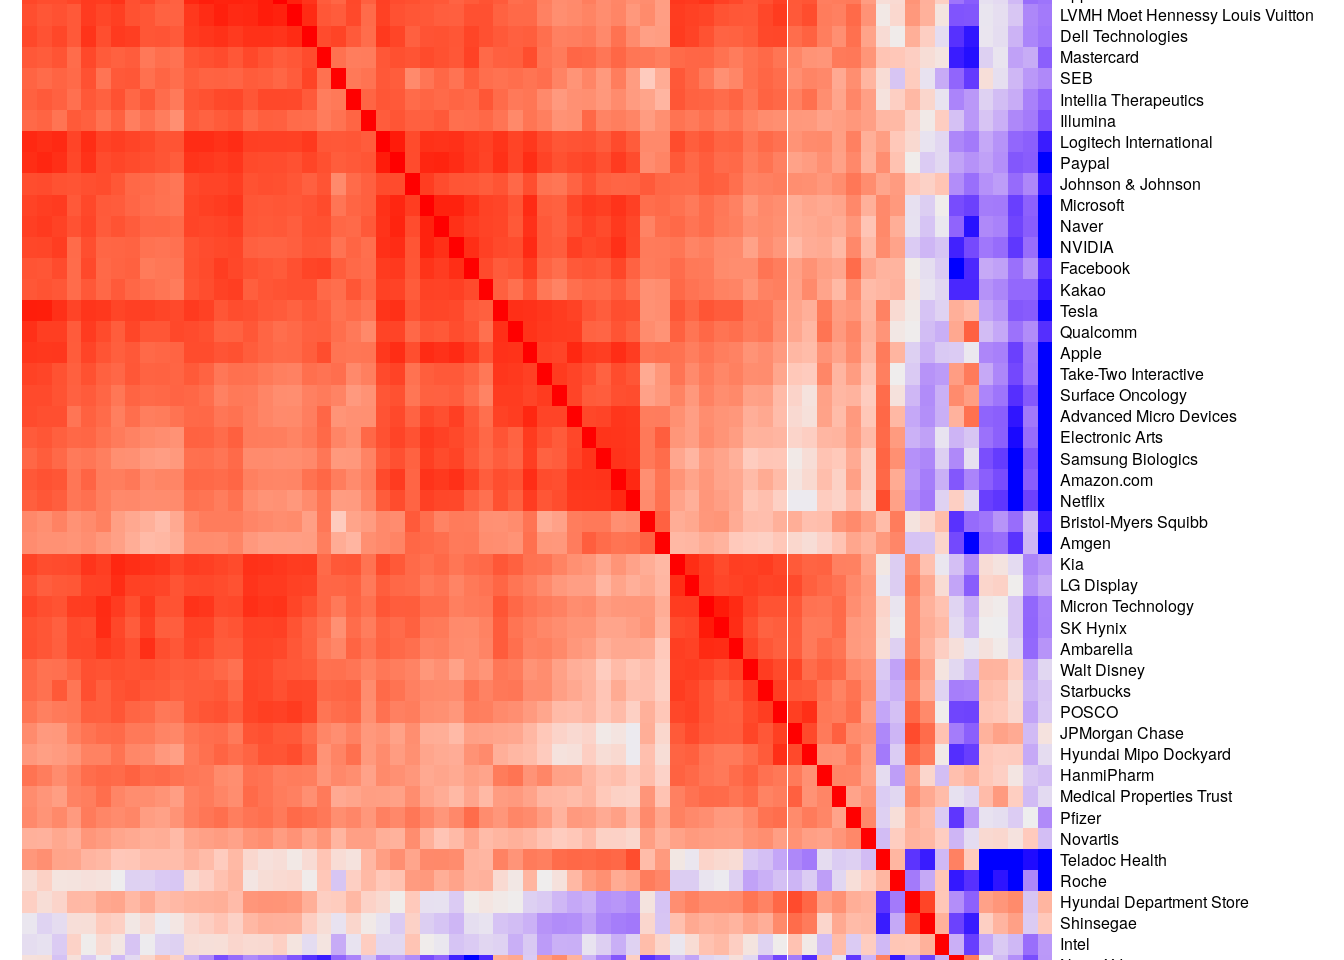 LVMH Moet Hennessy Louis Vuitton
Dell Technologies
Mastercard
SEB
Intellia Therapeutics
Illumina
Logitech International
Paypal
Johnson & Johnson
Microsoft
Naver
NVIDIA
Facebook
Kakao
Tesla
Qualcomm
Apple
Take-Two Interactive
Surface Oncology
Advanced Micro Devices
Electronic Arts
Samsung Biologics
Amazon.com
Netflix
Bristol-Myers Squibb
Amgen
Kia
LG Display
Micron Technology
SK Hynix
Ambarella
Walt Disney
Starbucks
POSCO
JPMorgan Chase
Hyundai Mipo Dockyard
HanmiPharm
Medical Properties Trust
Pfizer
Novartis
Teladoc Health
Roche
Hyundai Department Store
Shinsegae
Intel